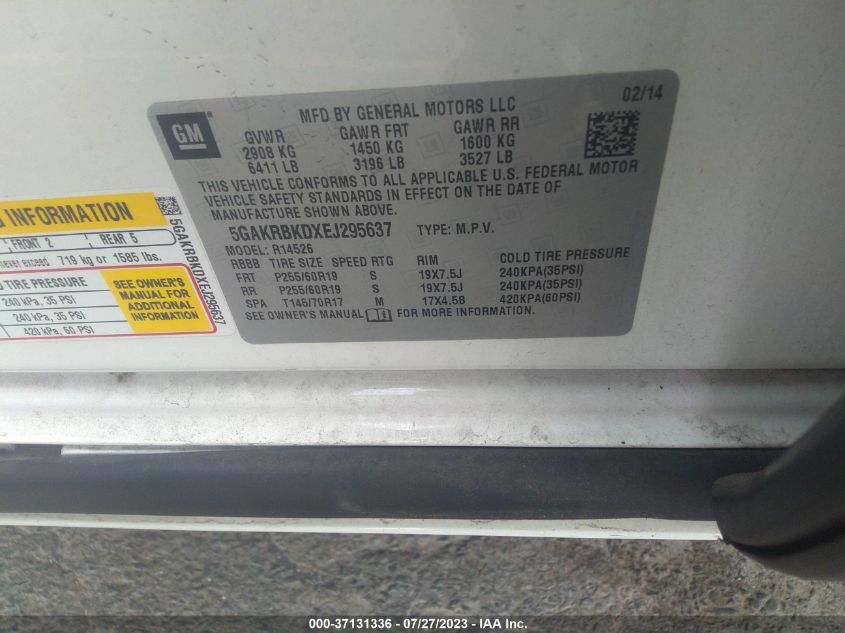 02/14
MFD BY GENERAL MOTORS LLC
GM
GVWR GAWR FRT GAWR RR
2908 KG 1450 KG 1600 KG
6411 LB 3196 LB 3527 LB
THIS VEHICLE CONFORMS TO ALL APPLICABLE U.S. FEDERAL MOTOR
VEHICLE SAFETY STANDARDS IN EFFECT ON THE DATE OF
MANUFACTURE SHOWN ABOVE.
5GAKRBKDXEJ295637 TYPE: M.P.V.
MODEL: R14526
RBBB TIRE SIZE SPEED RTG RIM COLD TIRE PRESSURE
FRT P255/60R19 S 19X7.5J 240KPA(35PSI)
RR P255/60R19 S 19X7.5J 240KPA(35PSI)
SPA T145/70R17 M 17X4.5B 420KPA(60PSI)
SEE OWNER'S MANUAL FOR MORE INFORMATION.
INFORMATION
FRONT 2 ; REAR 5
never exceed 719 kg or 1585 lbs.
TIRE PRESSURE
240 kPa, 35 PSI
240 kPa, 35 PSI
420 kPa, 60 PSI
SEE OWNER'S
MANUAL FOR
ADDITIONAL
INFORMATION
5GAKRBKDXEJ295637
000-37131336 - 07/27/2023 - IAA Inc.